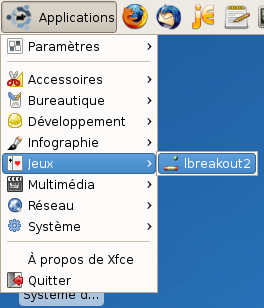 Applications
Paramètres
Accessoires
Bureautique
Développement
Infographie
Jeux
lbreakout2
Multimédia
Réseau
Système
À propos de Xfce
Quitter
Système d...